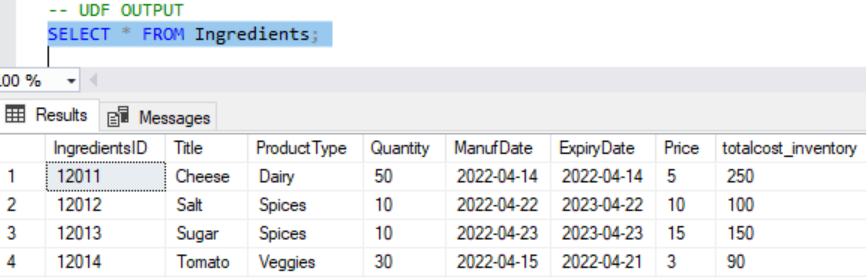 -- UDF OUTPUT
SELECT * FROM Ingredients;
.00 %
Results Messages
IngredientsID Title ProductType Quantity ManufDate ExpiryDate Price totalcost_inventory
1 12011 Cheese Dairy 50 2022-04-14 2022-04-14 5 250
2 12012 Salt Spices 10 2022-04-22 2023-04-22 10 100
3 12013 Sugar Spices 10 2022-04-23 2023-04-23 15 150
4 12014 Tomato Veggies 30 2022-04-15 2022-04-21 3 90